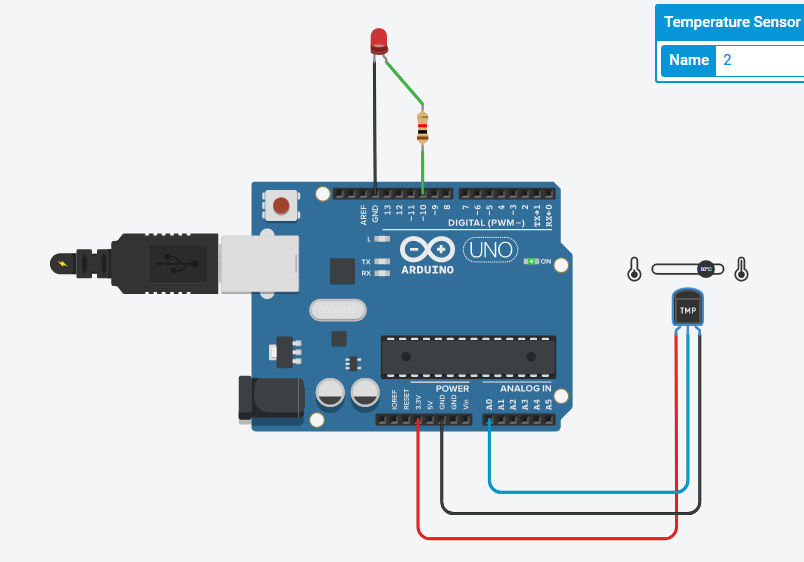 Temperature Sensor
Name 2
AREF
GND
13
12
~11
~10
~9
8
7
~6
~5
4
~3
2
TX→1
RX←0
DIGITAL (PWM~)
L
TX
RX
ARDUINO
UNO
ON
90°C
TMP
POWER
ANALOG IN
IOREF
RESET
3.3V
5V
GND
GND
Vin
A0
A1
A2
A3
A4
A5